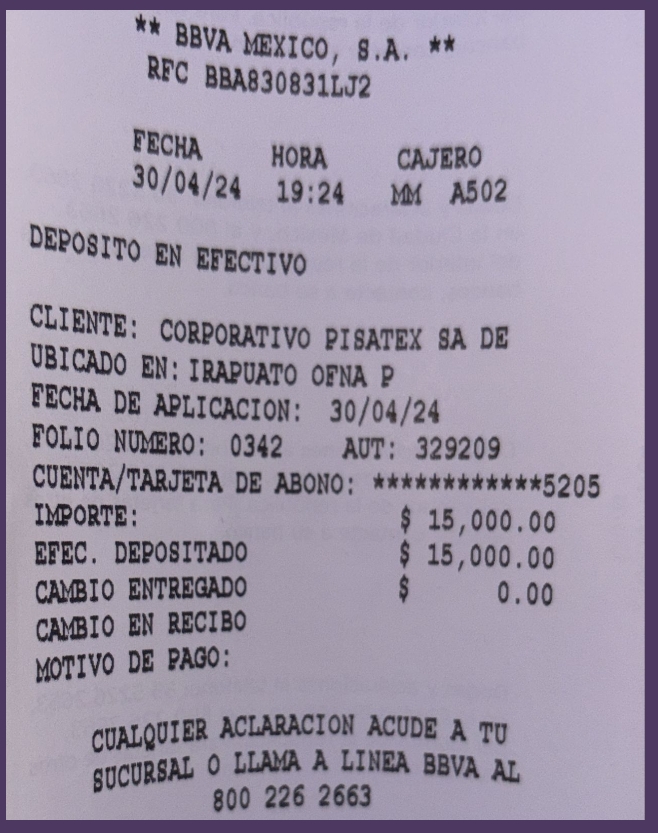 ** BBVA MEXICO, S.A. **
RFC BBA830831LJ2
FECHA HORA CAJERO
30/04/24 19:24 MM A502
DEPOSITO EN EFECTIVO
CLIENTE: CORPORATIVO PISATEX SA DE
UBICADO EN: IRAPUATO OFNA P
FECHA DE APLICACION: 30/04/24
FOLIO NUMERO: 0342 AUT: 329209
CUENTA/TARJETA DE ABONO: ************5205
IMPORTE: $ 15,000.00
EFEC. DEPOSITADO $ 15,000.00
CAMBIO ENTREGADO $ 0.00
CAMBIO EN RECIBO
MOTIVO DE PAGO:
CUALQUIER ACLARACION ACUDE A TU
SUCURSAL O LLAMA A LINEA BBVA AL
800 226 2663